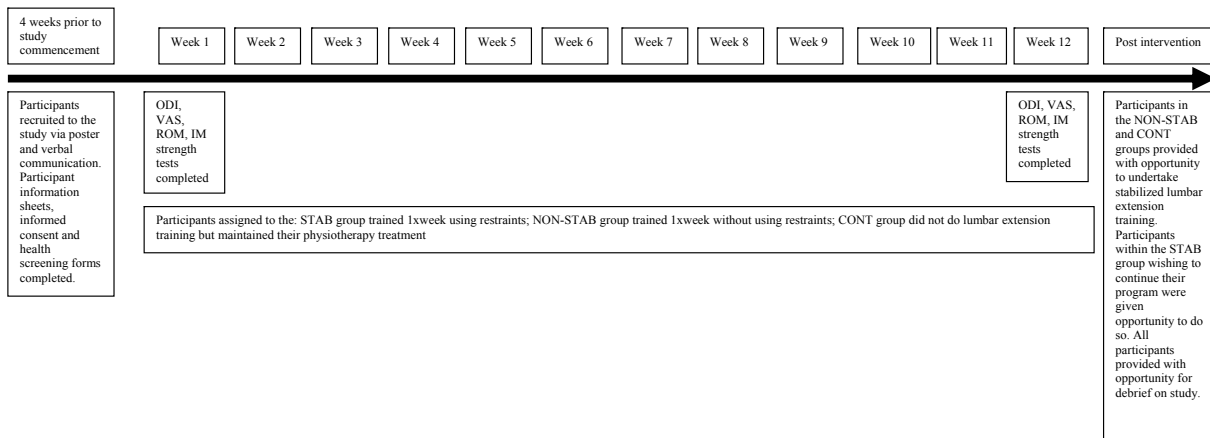 4 weeks prior to
study
commencement
Week 1
Week 2
Week 3
Week 4
Week 5
Week 6
Week 7
Week 8
Week 9
Week 10
Week 11
Week 12
Post intervention
Participants
recruited to the
study via poster
and verbal
communication.
Participant
information
sheets,
informed
consent and
health
screening forms
completed.
ODI,
VAS,
ROM, IM
strength
tests
completed
ODI, VAS,
ROM, IM
strength
tests
completed
Participants assigned to the: STAB group trained 1xweek using restraints; NON-STAB group trained 1xweek without using restraints; CONT group did not do lumbar extension
training but maintained their physiotherapy treatment
Participants in
the NON-STAB
and CONT
groups provided
with opportunity
to undertake
stabilized lumbar
extension
training.
Participants
within the STAB
group wishing to
continue their
program were
given
opportunity to do
so. All
participants
provided with
opportunity for
debrief on study.